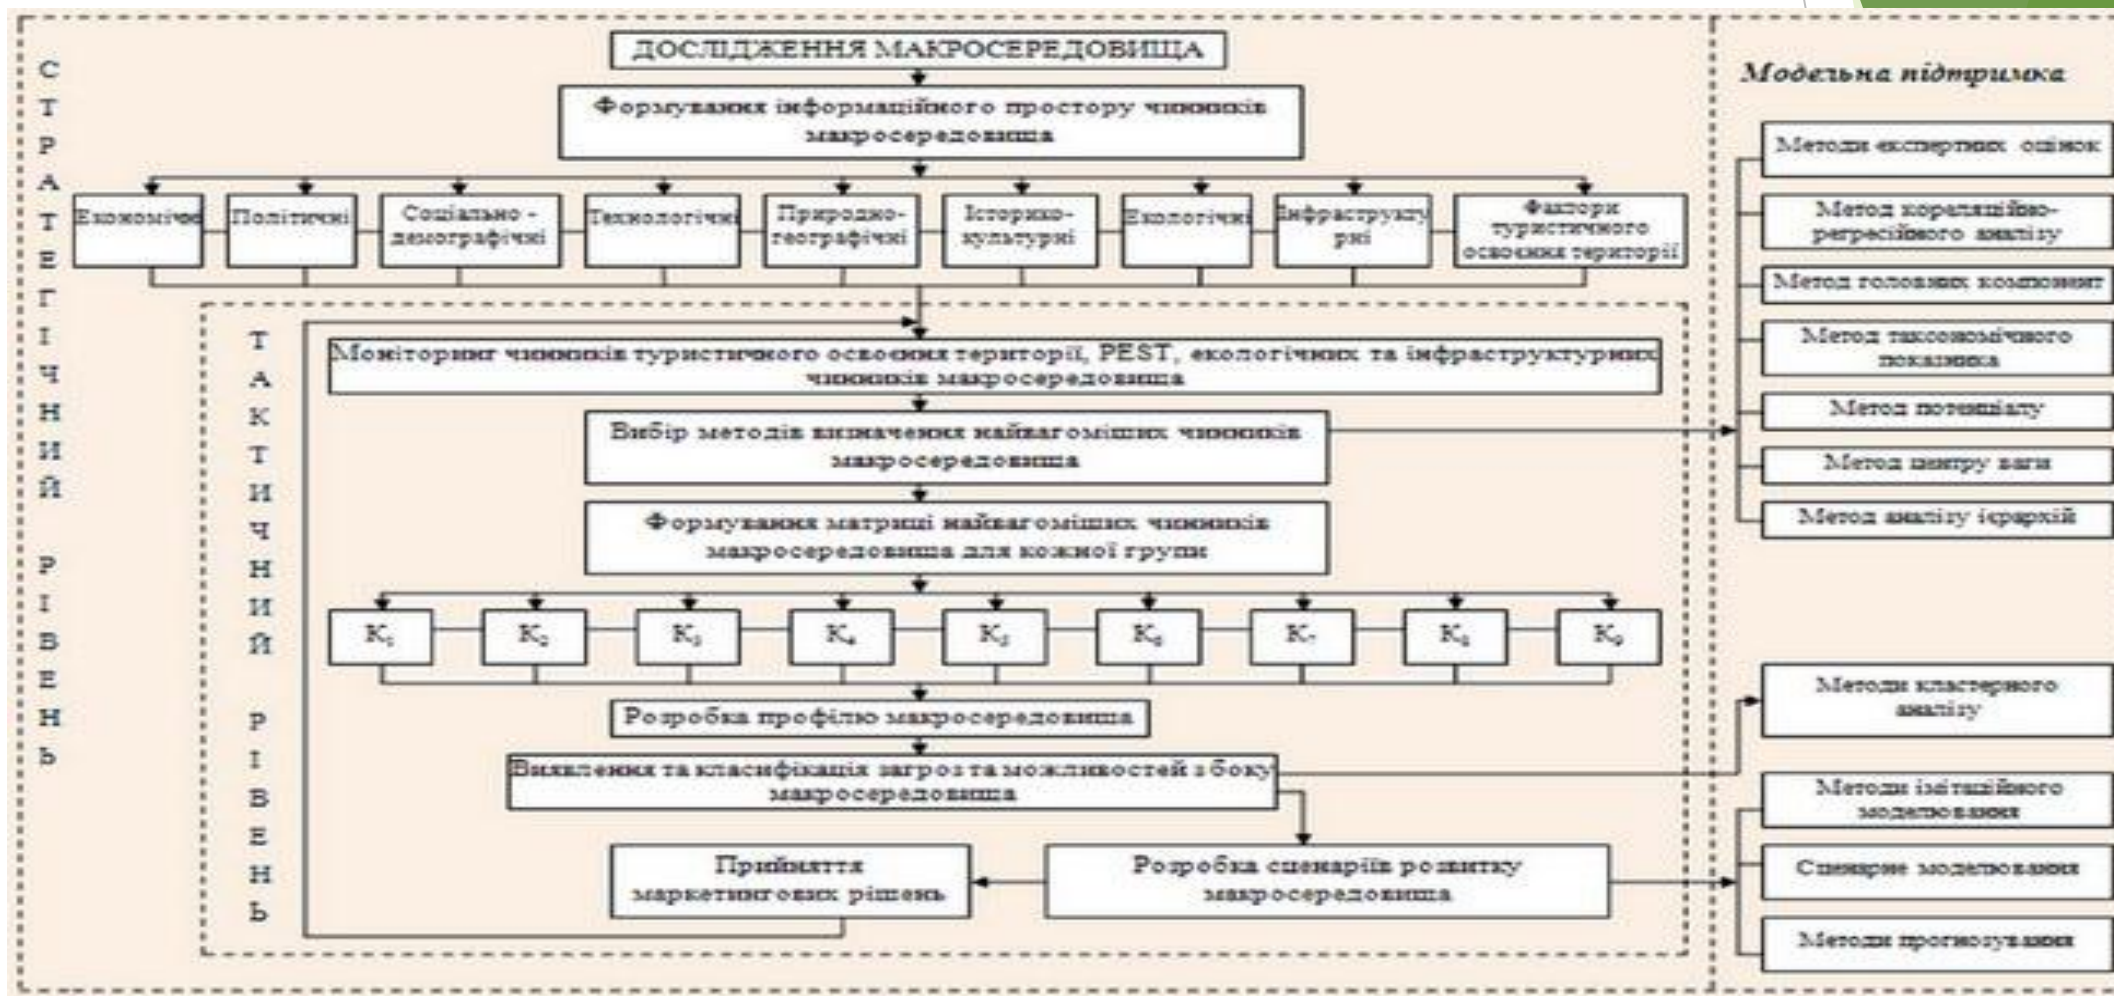 СТРАТЕГІЧНИЙ РІВЕНЬ
ДОСЛІДЖЕННЯ МАКРОСЕРЕДОВИЩА
Формування інформаційного простору чинників
макросередовища
Економічні
Політичні
Соціально -
демографічні
Технологічні
Природно-
географічні
Історико-
культурні
Екологічні
Інфраструкту
рні
Фактори
туристичного
освоєння території
ТАКТИЧНИЙ РІВЕНЬ
Моніторинг чинників туристичного освоєння території, PEST, екологічних та інфраструктурних
чинників макросередовища
Вибір методів визначення найвагоміших чинників
макросередовища
Формування матриці найвагоміших чинників
макросередовища для кожної групи
K₁
K₂
K₃
K₄
K₅
K₆
K₇
K₈
K₉
Розробка профілю макросередовища
Виявлення та класифікація загроз та можливостей з боку
макросередовища
Прийняття
маркетингових рішень
Розробка сценаріїв розвитку
макросередовища
Модельна підтримка
Методи експертних оцінок
Метод кореляційно-
регресійного аналізу
Метод головних компонент
Метод таксономічного
показника
Метод потенціалу
Метод центру ваги
Метод аналізу ієрархій
Методи кластерного
аналізу
Методи імітаційного
моделювання
Сценарне моделювання
Методи прогнозування